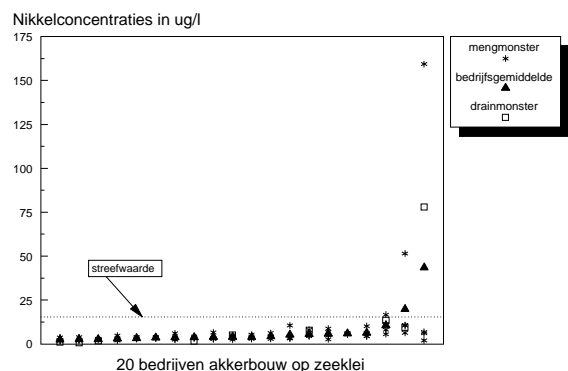 Nikkelconcentraties in ug/l
175
150
125
100
75
50
25
0
streefwaarde
mengmonster
bedrijfsgemiddelde
drainmonster
20 bedrijven akkerbouw op zeeklei